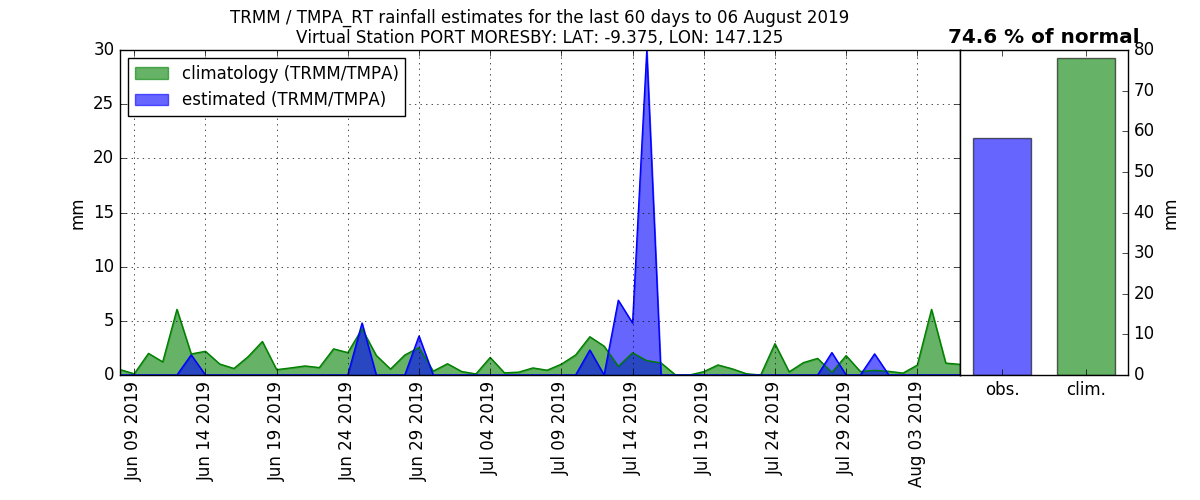 TRMM / TMPA_RT rainfall estimates for the last 60 days to 06 August 2019
Virtual Station PORT MORESBY: LAT: -9.375, LON: 147.125
74.6 % of normal
climatology (TRMM/TMPA)
estimated (TRMM/TMPA)
mm
30
25
20
15
10
5
0
Jun 09 2019
Jun 14 2019
Jun 19 2019
Jun 24 2019
Jun 29 2019
Jul 04 2019
Jul 09 2019
Jul 14 2019
Jul 19 2019
Jul 24 2019
Jul 29 2019
Aug 03 2019
obs.
clim.
80
70
60
50
40
30
20
10
0
mm